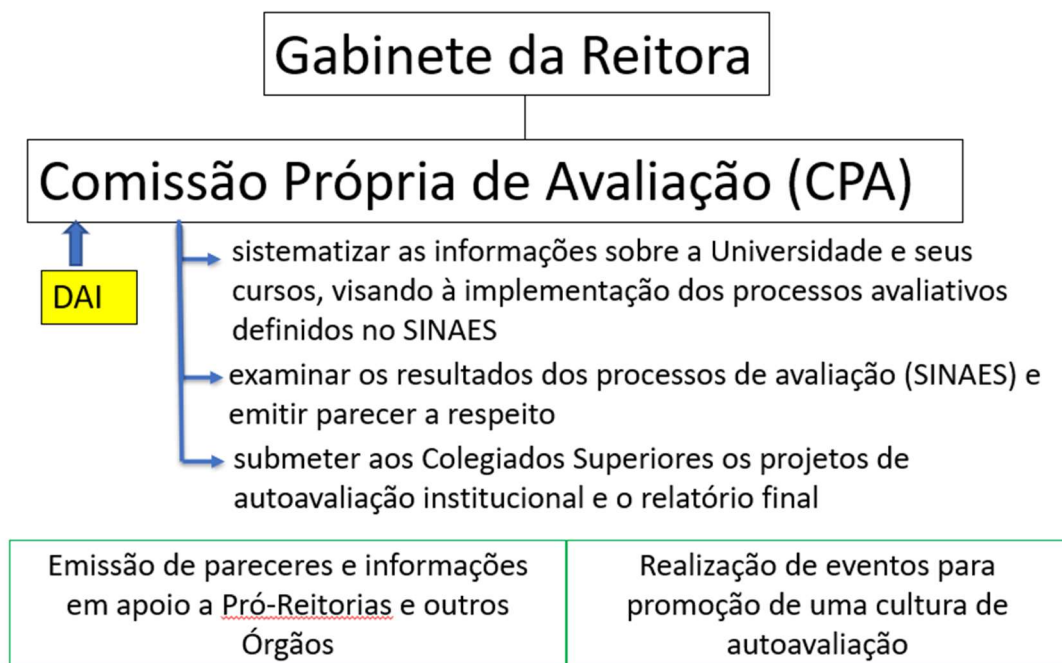 Gabinete da Reitora
Comissão Própria de Avaliação (CPA)
DAI
sistematizar as informações sobre a Universidade e seus
cursos, visando à implementação dos processos avaliativos
definidos no SINAES
examinar os resultados dos processos de avaliação (SINAES) e
emitir parecer a respeito
submeter aos Colegiados Superiores os projetos de
autoavaliação institucional e o relatório final
Emissão de pareceres e informações
em apoio a Pró-Reitorias e outros
Órgãos
Realização de eventos para
promoção de uma cultura de
autoavaliação